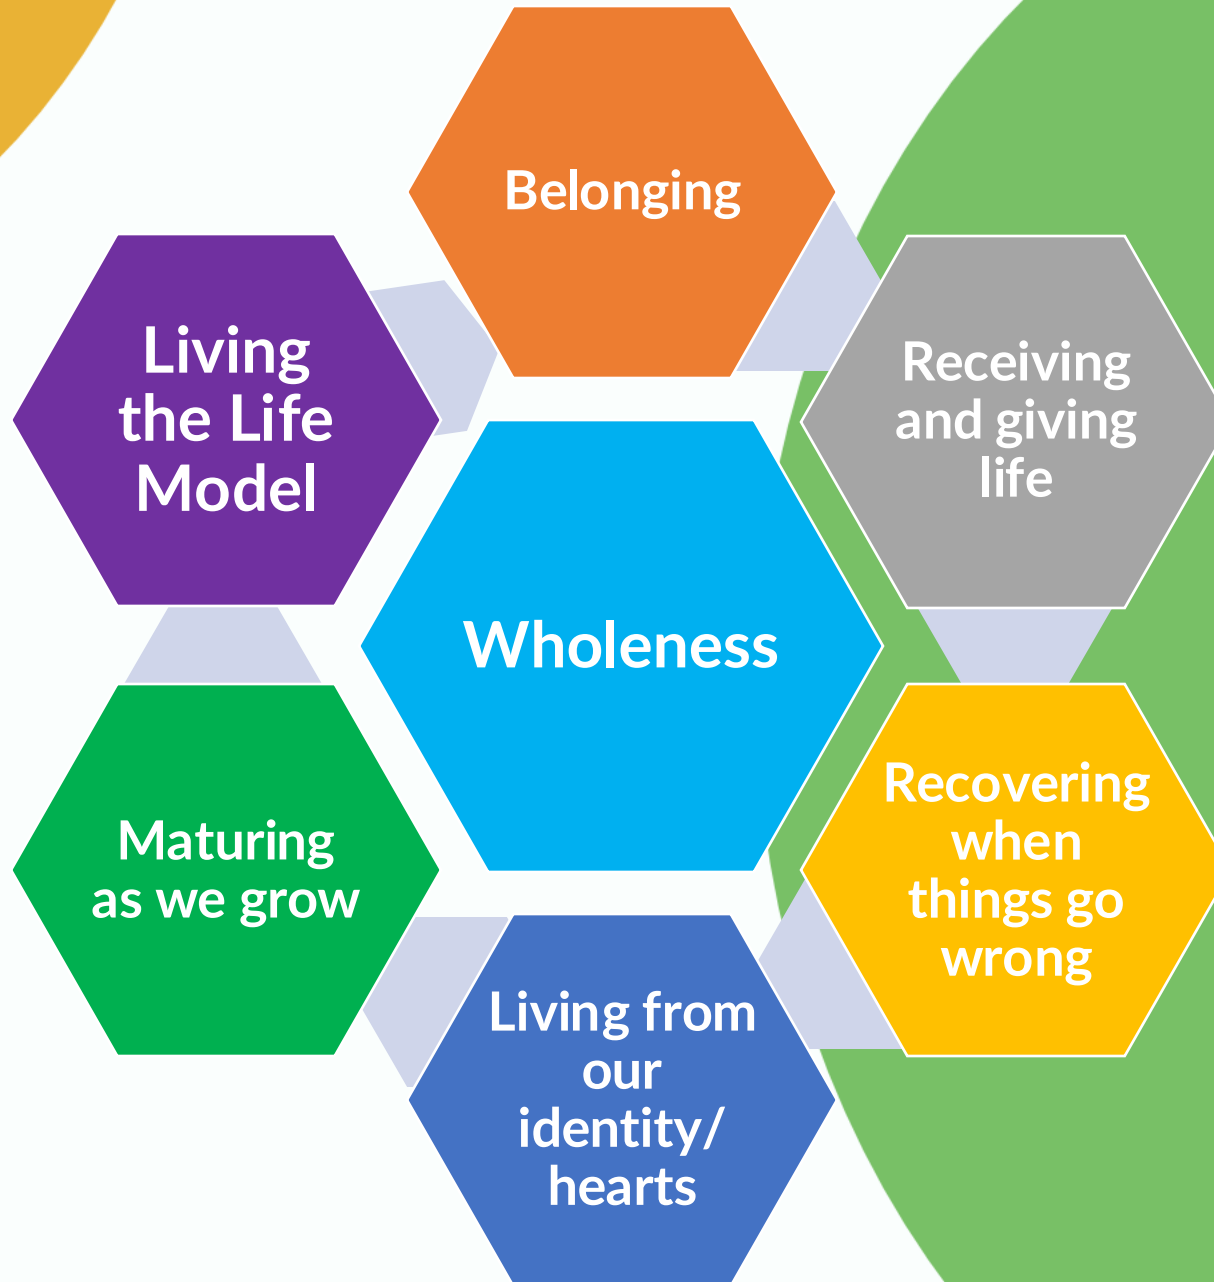 Belonging
Living
the Life
Model
Receiving
and giving
life
Wholeness
Recovering
when
things go
wrong
Maturing
as we grow
Living from
our
identity/
hearts